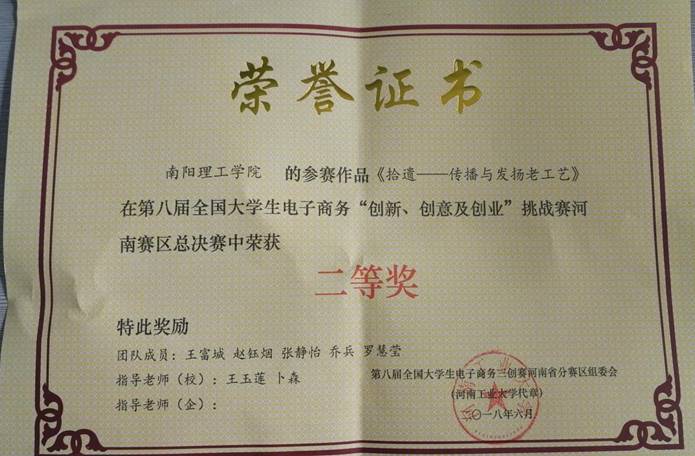 荣誉证书
南阳理工学院 的参赛作品《拾遗——传播与发扬老工艺》
在第八届全国大学生电子商务“创新、创意及创业”挑战赛河
南赛区总决赛中荣获
二等奖
特此奖励
团队成员：王富城 赵钰烟 张静怡 乔兵 罗慧莹
指导老师（校）：王玉莲 卜森
指导老师（企）：
第八届全国大学生电子商务三创赛河南省分赛区组委会
(河南工业大学代章)
〇一八年六月